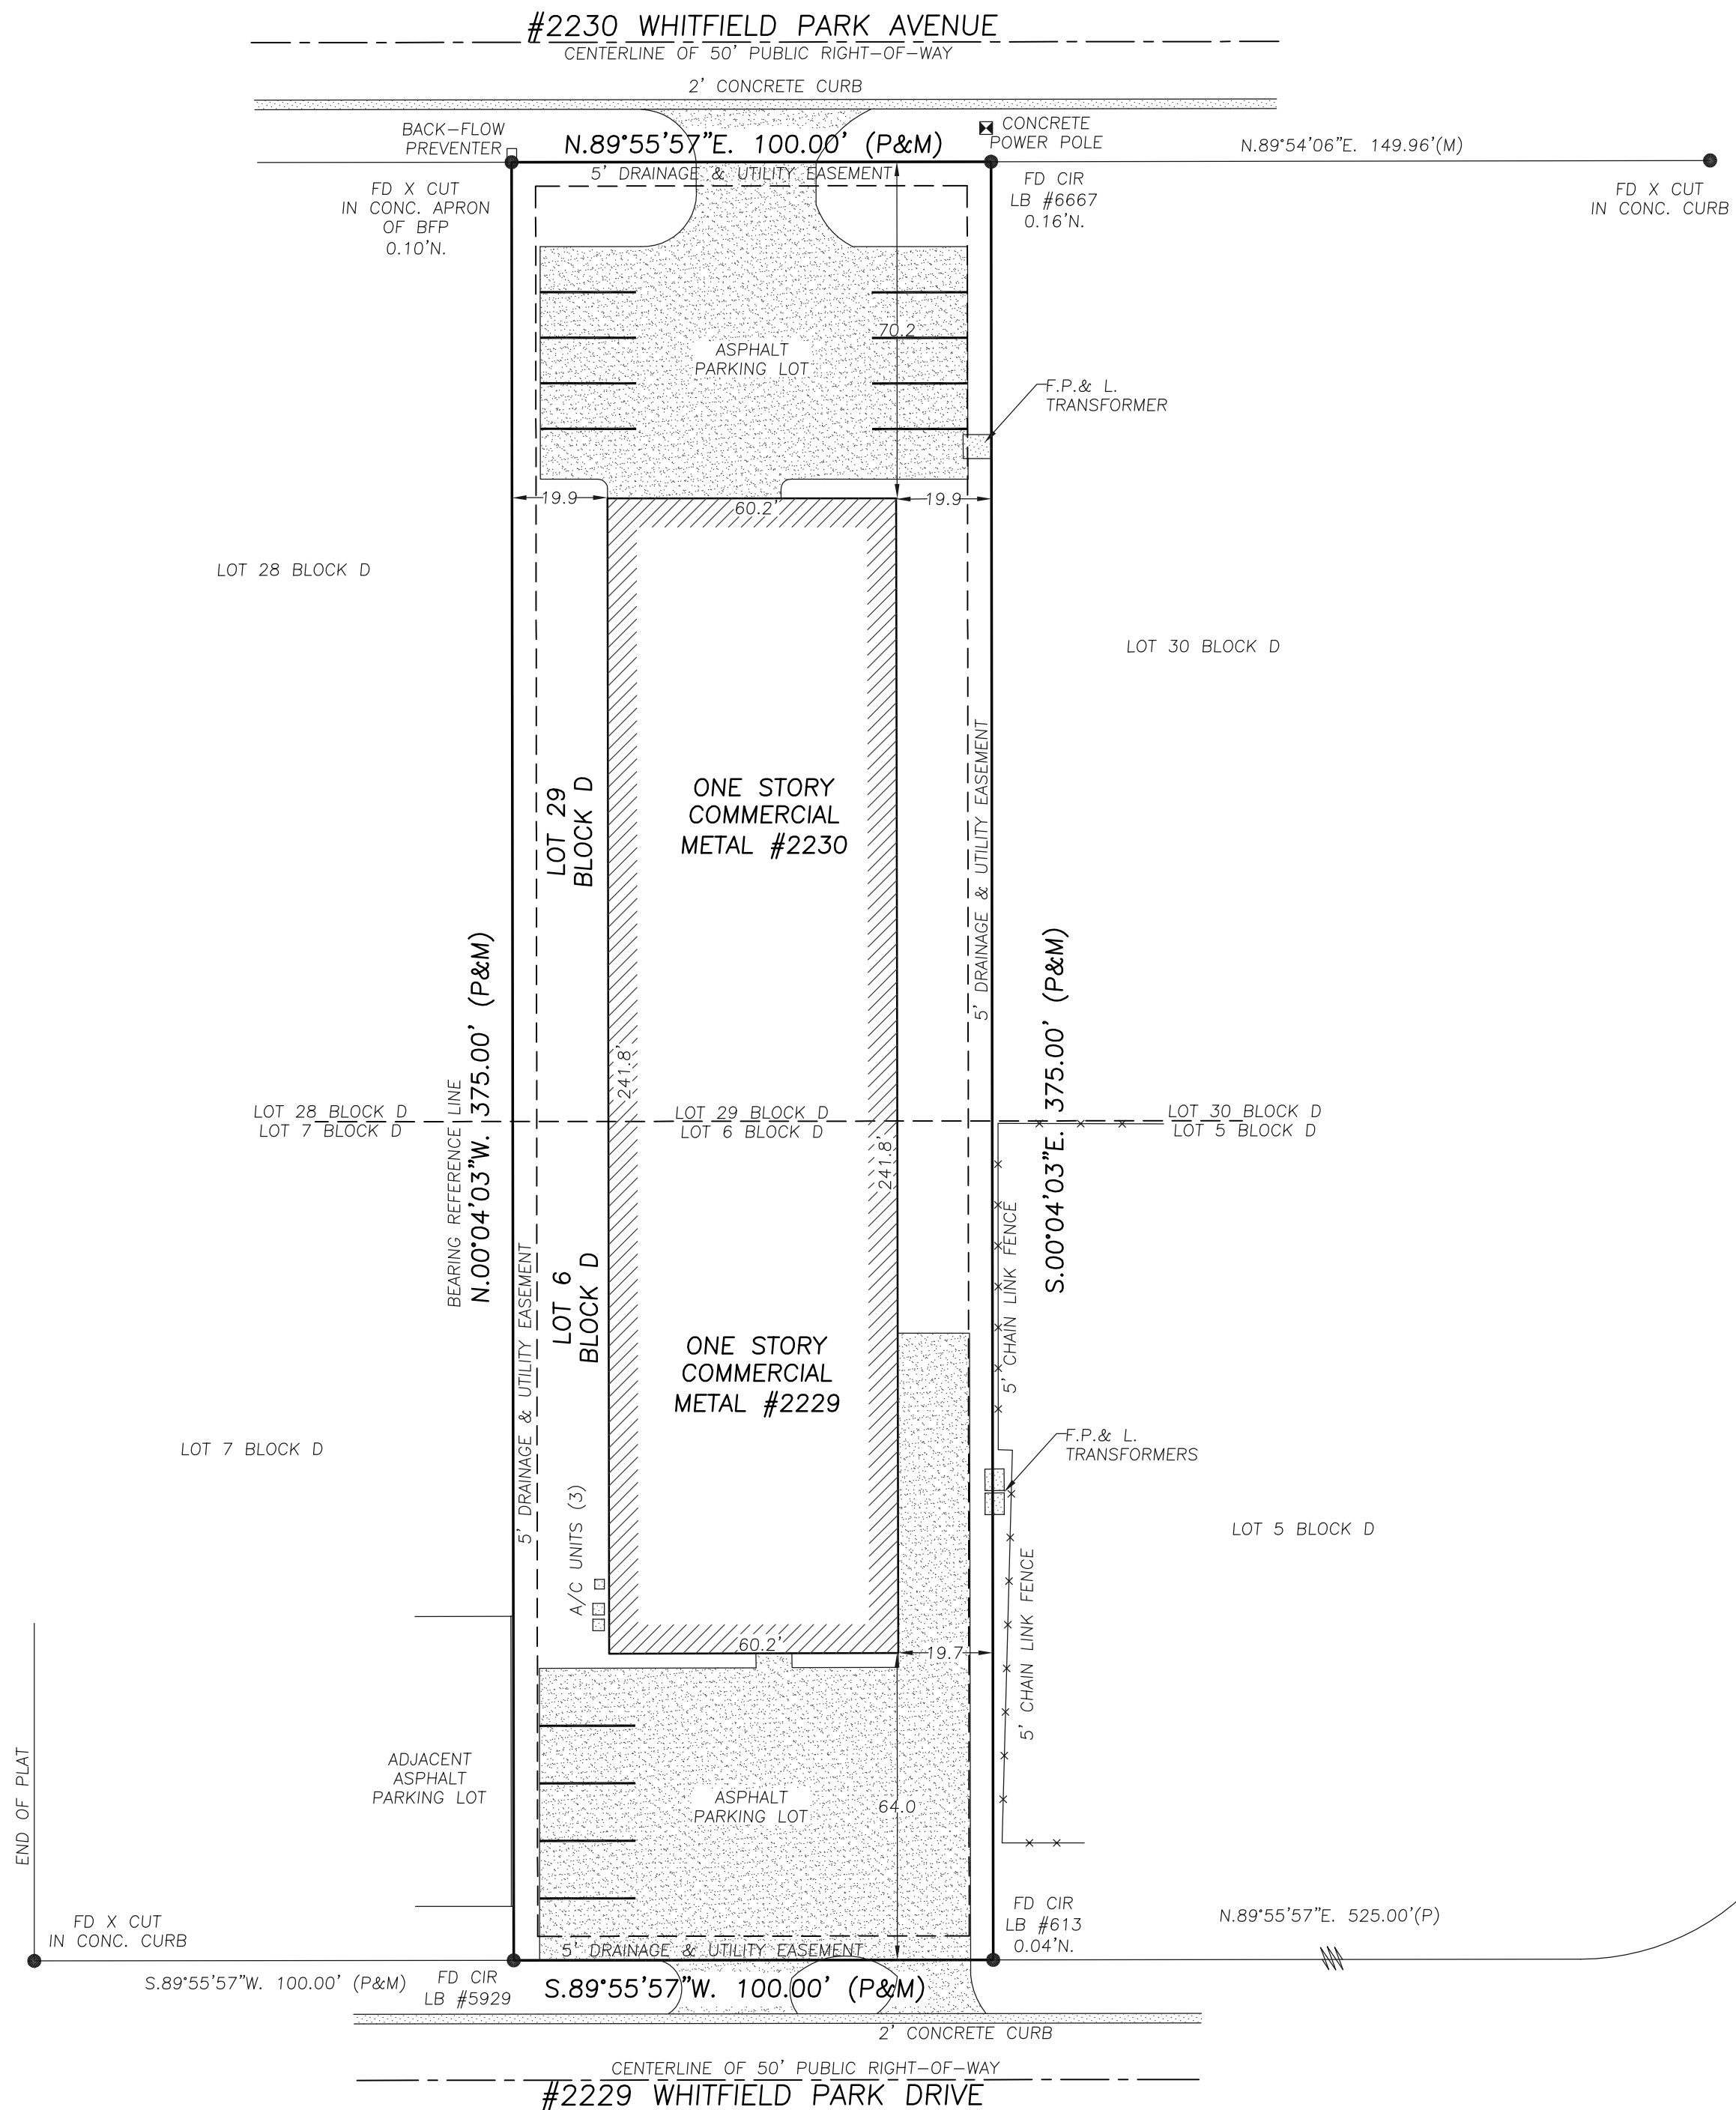 #2230 WHITFIELD PARK AVENUE
CENTERLINE OF 50' PUBLIC RIGHT-OF-WAY
2' CONCRETE CURB
BACK-FLOW
PREVENTER
N.89°55'57"E. 100.00' (P&M)
CONCRETE
POWER POLE
N.89°54'06"E. 149.96'(M)
5' DRAINAGE & UTILITY EASEMENT
FD X CUT
IN CONC. APRON
OF BFP
0.10'N.
FD CIR
LB #6667
0.16'N.
FD X CUT
IN CONC. CURB
70.2
ASPHALT
PARKING LOT
F.P.& L.
TRANSFORMER
19.9
60.2'
19.9
LOT 28 BLOCK D
LOT 30 BLOCK D
LOT 29
BLOCK D
ONE STORY
COMMERCIAL
METAL #2230
5' DRAINAGE & UTILITY EASEMENT
BEARING REFERENCE LINE
N.00°04'03"W. 375.00' (P&M)
241.8'
S.00°04'03"E. 375.00' (P&M)
LOT 28 BLOCK D
LOT 7 BLOCK D
LOT 29 BLOCK D
LOT 6 BLOCK D
LOT 30 BLOCK D
LOT 5 BLOCK D
241.8'
5' CHAIN LINK FENCE
5' DRAINAGE & UTILITY EASEMENT
LOT 6
BLOCK D
ONE STORY
COMMERCIAL
METAL #2229
LOT 7 BLOCK D
F.P.& L.
TRANSFORMERS
A/C UNITS (3)
LOT 5 BLOCK D
5' CHAIN LINK FENCE
60.2'
19.7
END OF PLAT
ADJACENT
ASPHALT
PARKING LOT
ASPHALT
PARKING LOT
64.0
FD X CUT
IN CONC. CURB
FD CIR
LB #613
0.04'N.
N.89°55'57"E. 525.00'(P)
5' DRAINAGE & UTILITY EASEMENT
S.89°55'57"W. 100.00' (P&M)
FD CIR
LB #5929
S.89°55'57"W. 100.00' (P&M)
2' CONCRETE CURB
CENTERLINE OF 50' PUBLIC RIGHT-OF-WAY
#2229 WHITFIELD PARK DRIVE